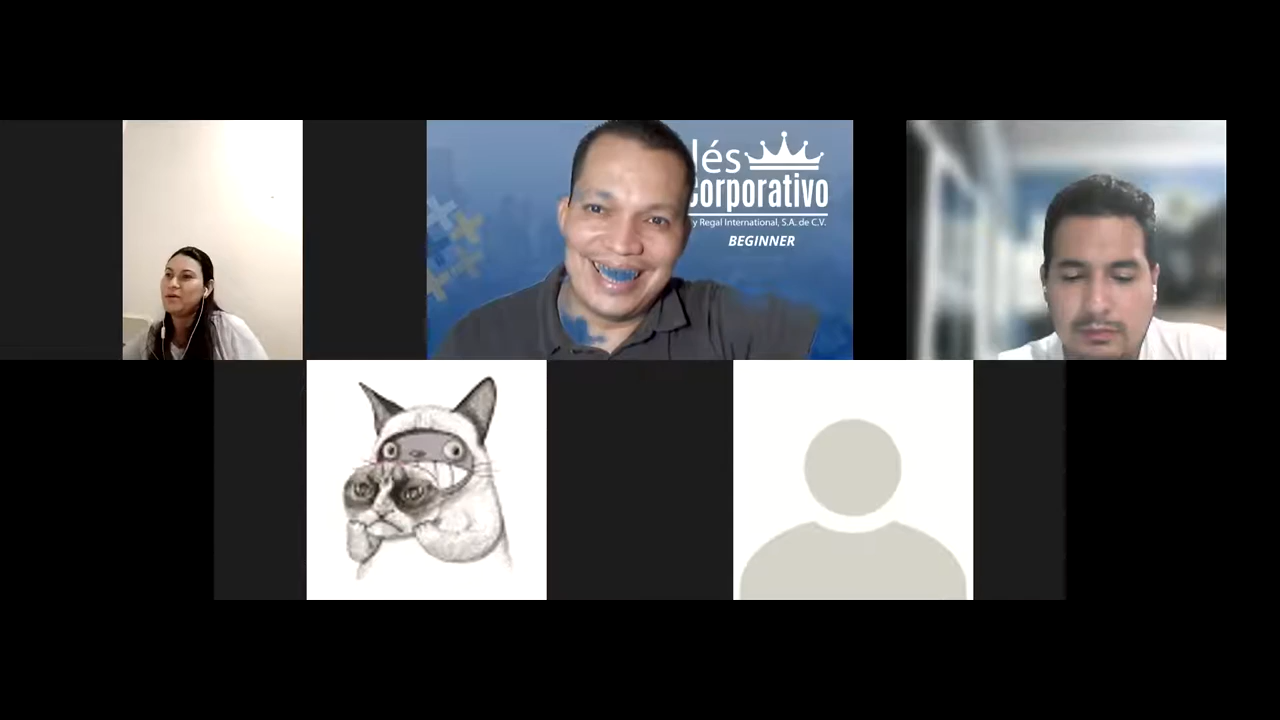 lés
Corporativo
y Regal International, S.A. de C.V.
BEGINNER